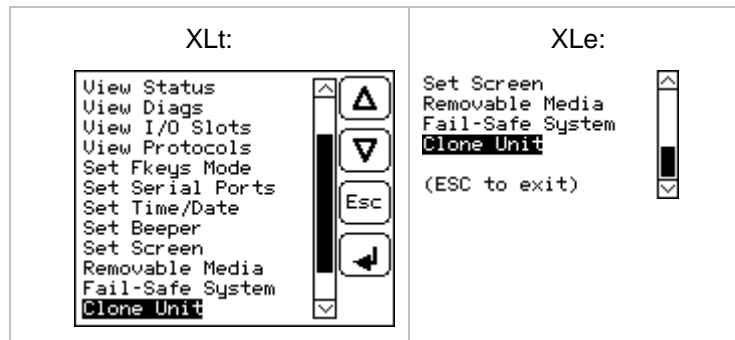 XLt:
View Status
View Diags
View I/O Slots
View Protocols
Set Fkeys Mode
Set Serial Ports
Set Time/Date
Set Beeper
Set Screen
Removable Media
Fail-Safe System
Clone Unit
Esc
XLe:
Set Screen
Removable Media
Fail-Safe System
Clone Unit
(ESC to exit)